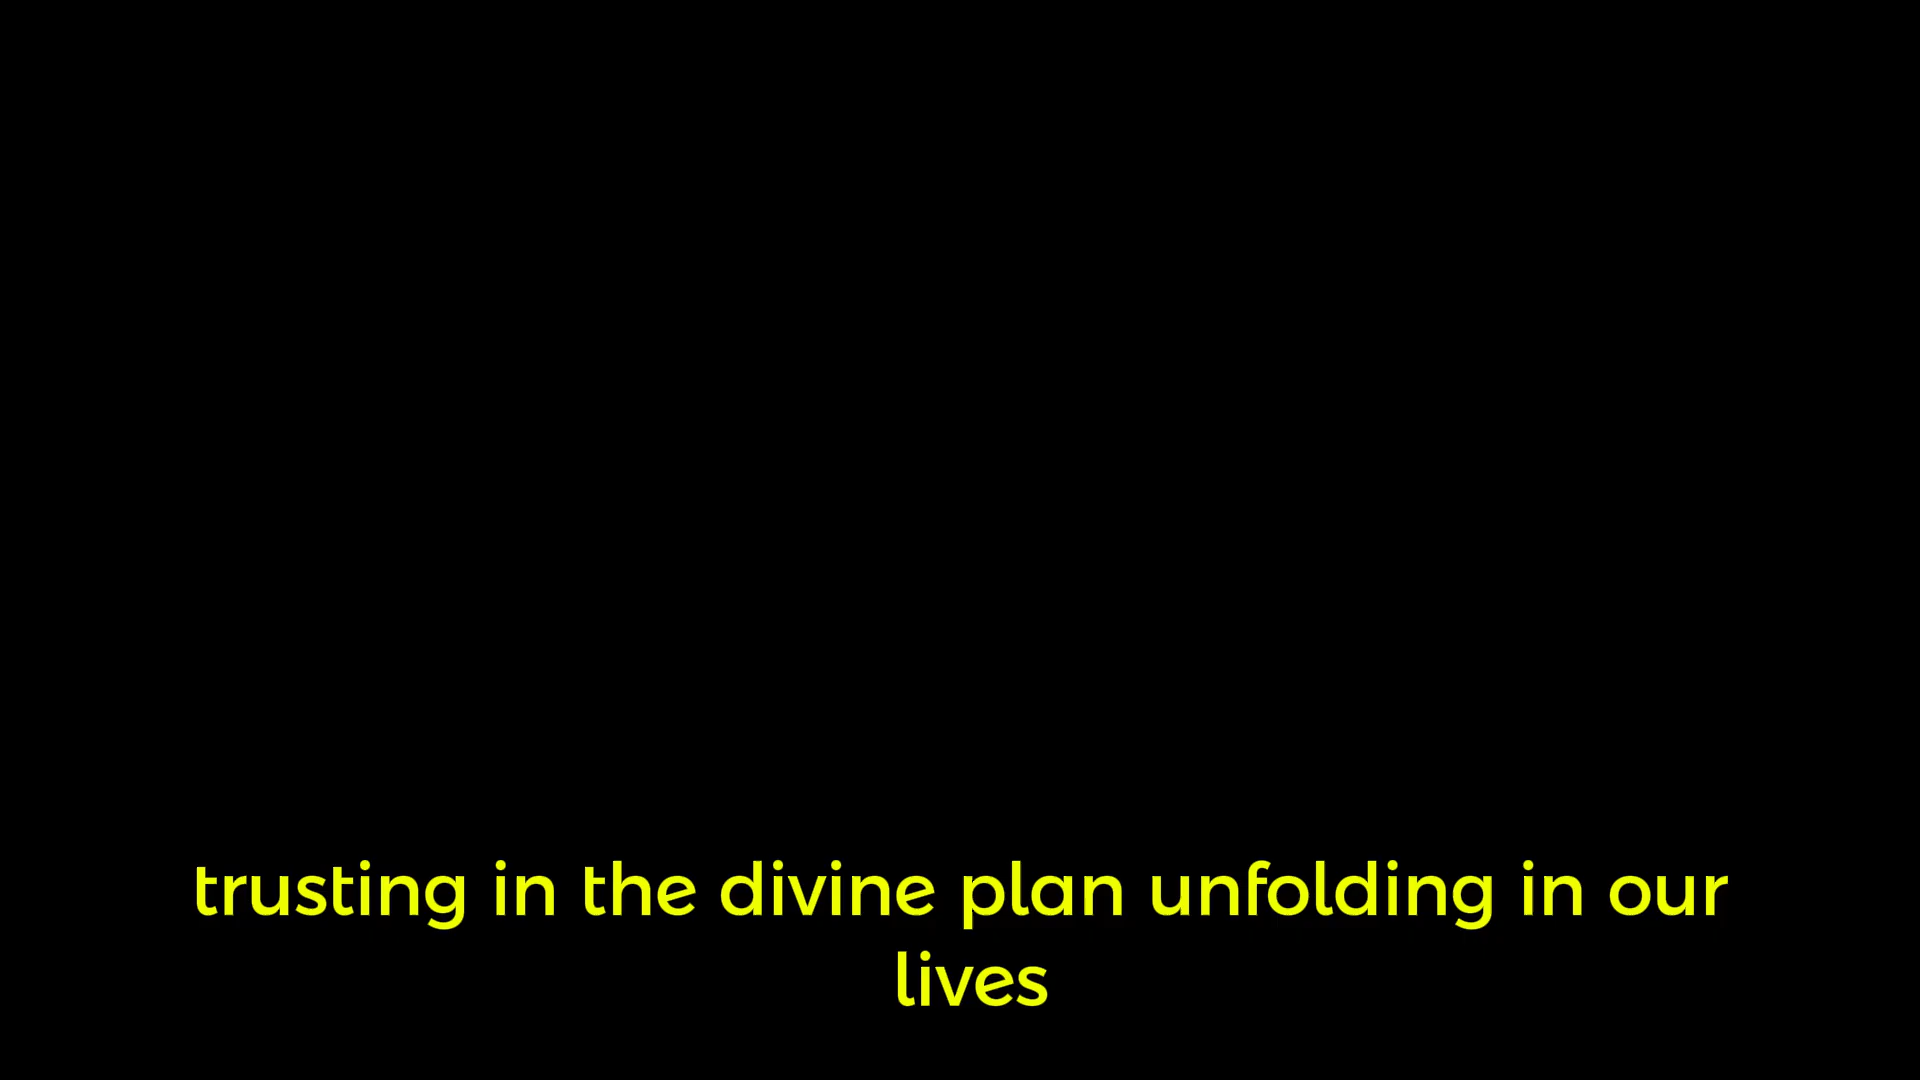 trusting in the divine plan unfolding in our
lives